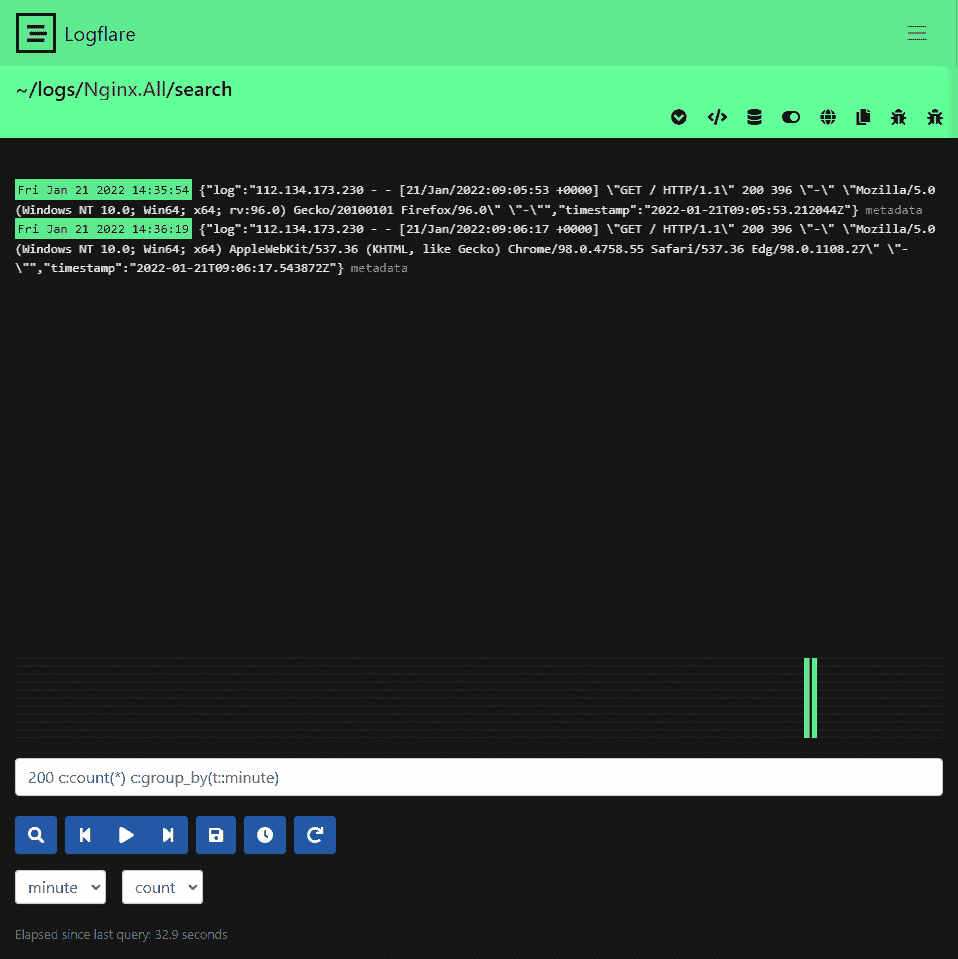 Logflare
~/logs/Nginx.All/search
Fri Jan 21 2022 14:35:54 {"log":"112.134.173.230 - - [21/Jan/2022:09:05:53 +0000] \"GET / HTTP/1.1\" 200 396 \"-\" \"Mozilla/5.0
(Windows NT 10.0; Win64; x64; rv:96.0) Gecko/20100101 Firefox/96.0\" \"-\"","timestamp":"2022-01-21T09:05:53.212044Z"} metadata
Fri Jan 21 2022 14:36:19 {"log":"112.134.173.230 - - [21/Jan/2022:09:06:17 +0000] \"GET / HTTP/1.1\" 200 396 \"-\" \"Mozilla/5.0
(Windows NT 10.0; Win64; x64) AppleWebKit/537.36 (KHTML, like Gecko) Chrome/98.0.4758.55 Safari/537.36 Edg/98.0.1108.27\" \"-
\"","timestamp":"2022-01-21T09:06:17.543872Z"} metadata
200 c:count(*) c:group_by(t::minute)
minute count
Elapsed since last query: 32.9 seconds